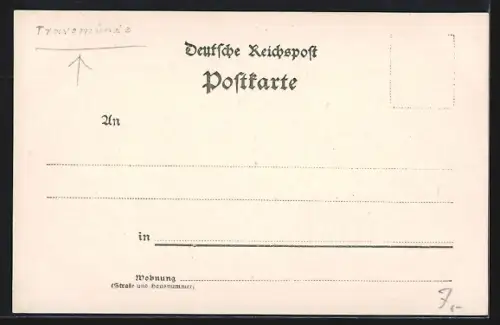 Travemünde
Deutsche Reichspost
Postkarte
An
in
Wohnung
(Straße und Hausnummer)
7,-